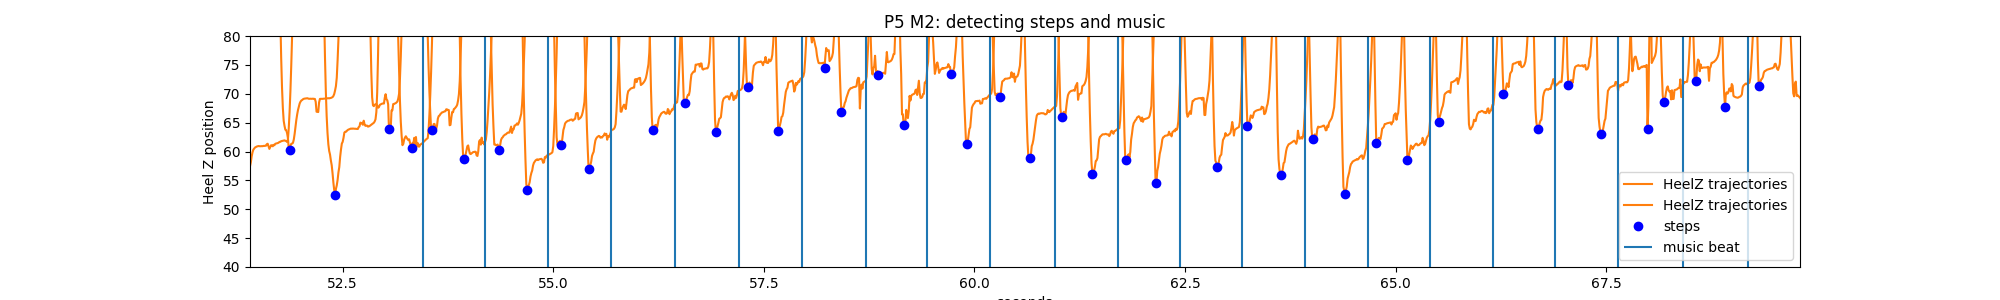 P5 M2: detecting steps and music
Heel Z position
80
75
70
65
60
55
50
45
40
52.5
55.0
57.5
60.0
62.5
65.0
67.5
HeelZ trajectories
HeelZ trajectories
steps
music beat
seconds